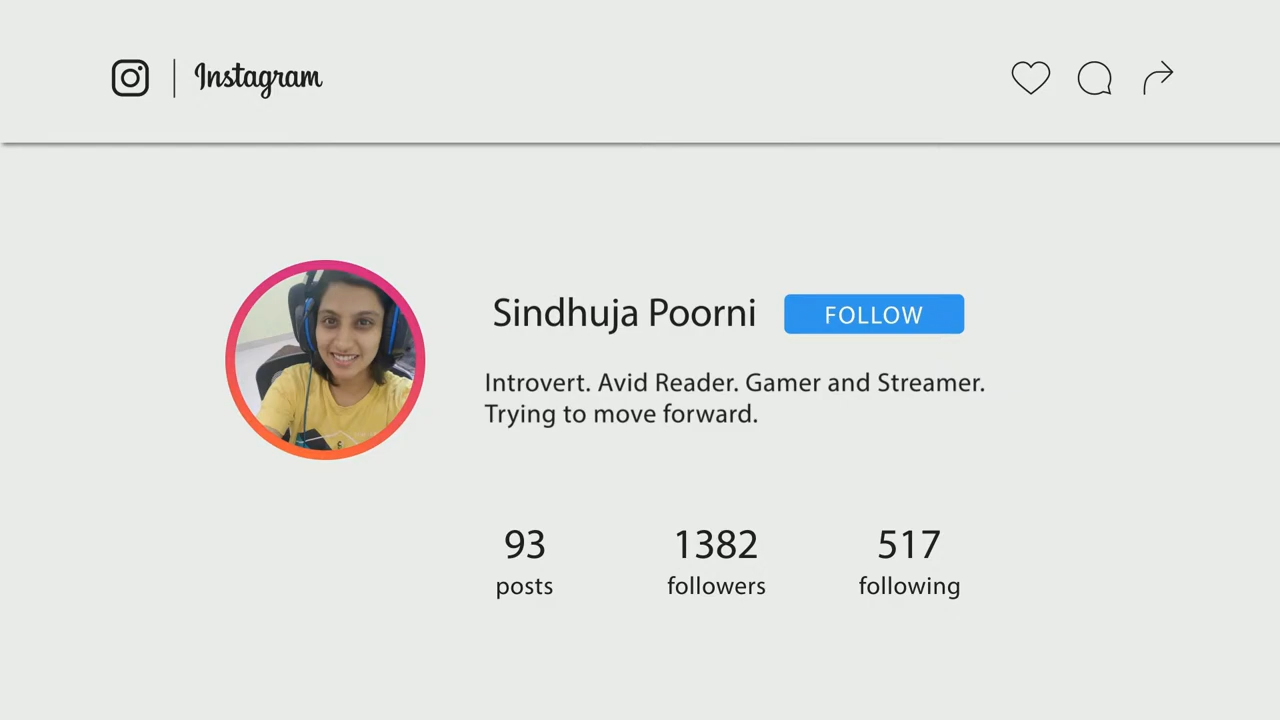 Instagram
Sindhuja Poorni
FOLLOW
Introvert. Avid Reader. Gamer and Streamer.
Trying to move forward.
93
1382
517
posts
followers
following